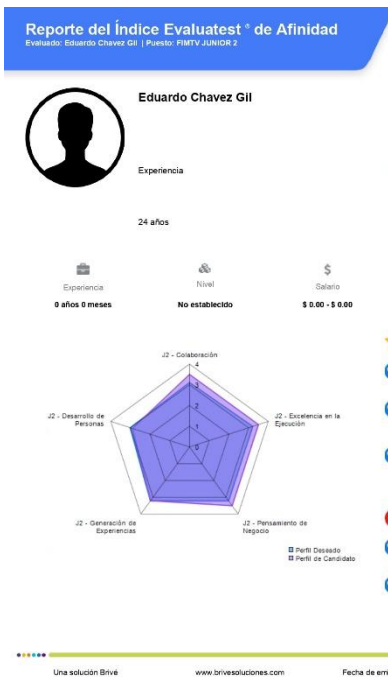 Reporte del Índice Evaluatest ® de Afinidad
Evaluado: Eduardo Chavez Gil | Puesto: FIMTV JUNIOR 2
Eduardo Chavez Gil
Experiencia
24 años
Experiencia
Nivel
Salario
0 años 0 meses
No establecido
$ 0.00 - $ 0.00
J2 - Colaboración
4
3
2
1
0
J2 - Desarrollo de
Personas
J2 - Excelencia en la
Ejecución
J2 - Generación de
Experiencias
J2 - Pensamiento de
Negocio
Perfil Deseado
Perfil de Candidato
Una solución Brivé
www.brivesoluciones.com
Fecha de em